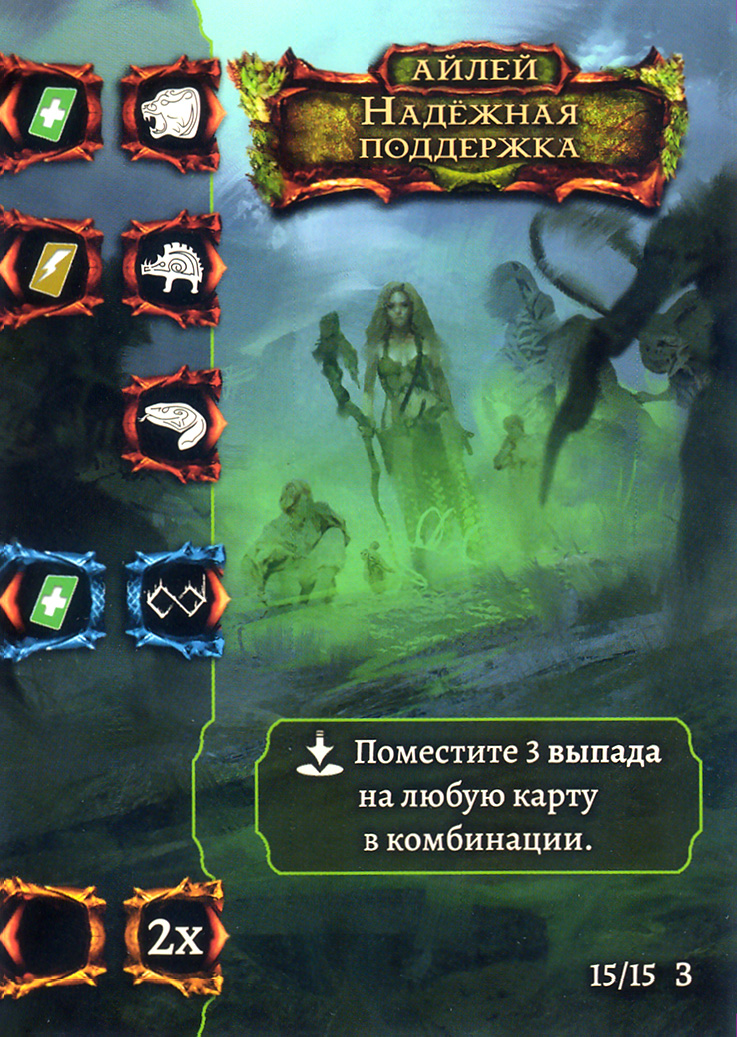 АЙЛЕЙ
НАДЁЖНАЯ
ПОДДЕРЖКА
Поместите 3 выпада
на любую карту
в комбинации.
2x
15/15 3